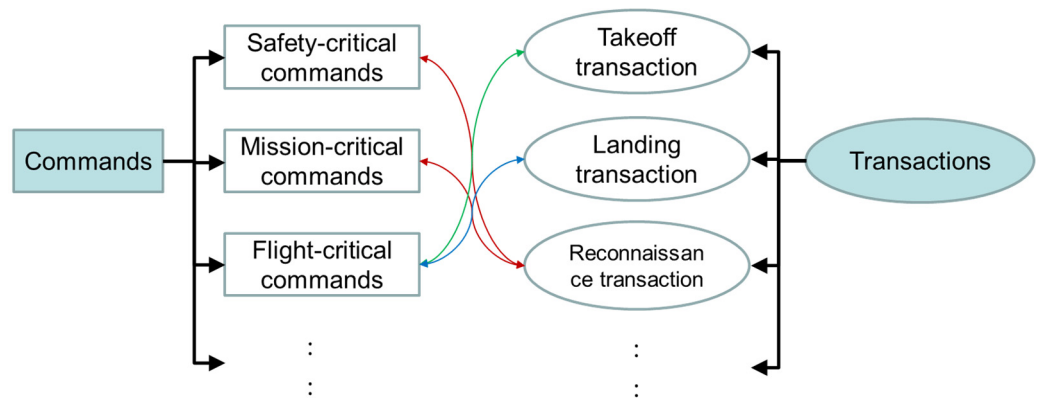 Commands
Safety-critical
commands
Mission-critical
commands
Flight-critical
commands
:
:
Takeoff
transaction
Landing
transaction
Reconnaissan
ce transaction
:
:
Transactions